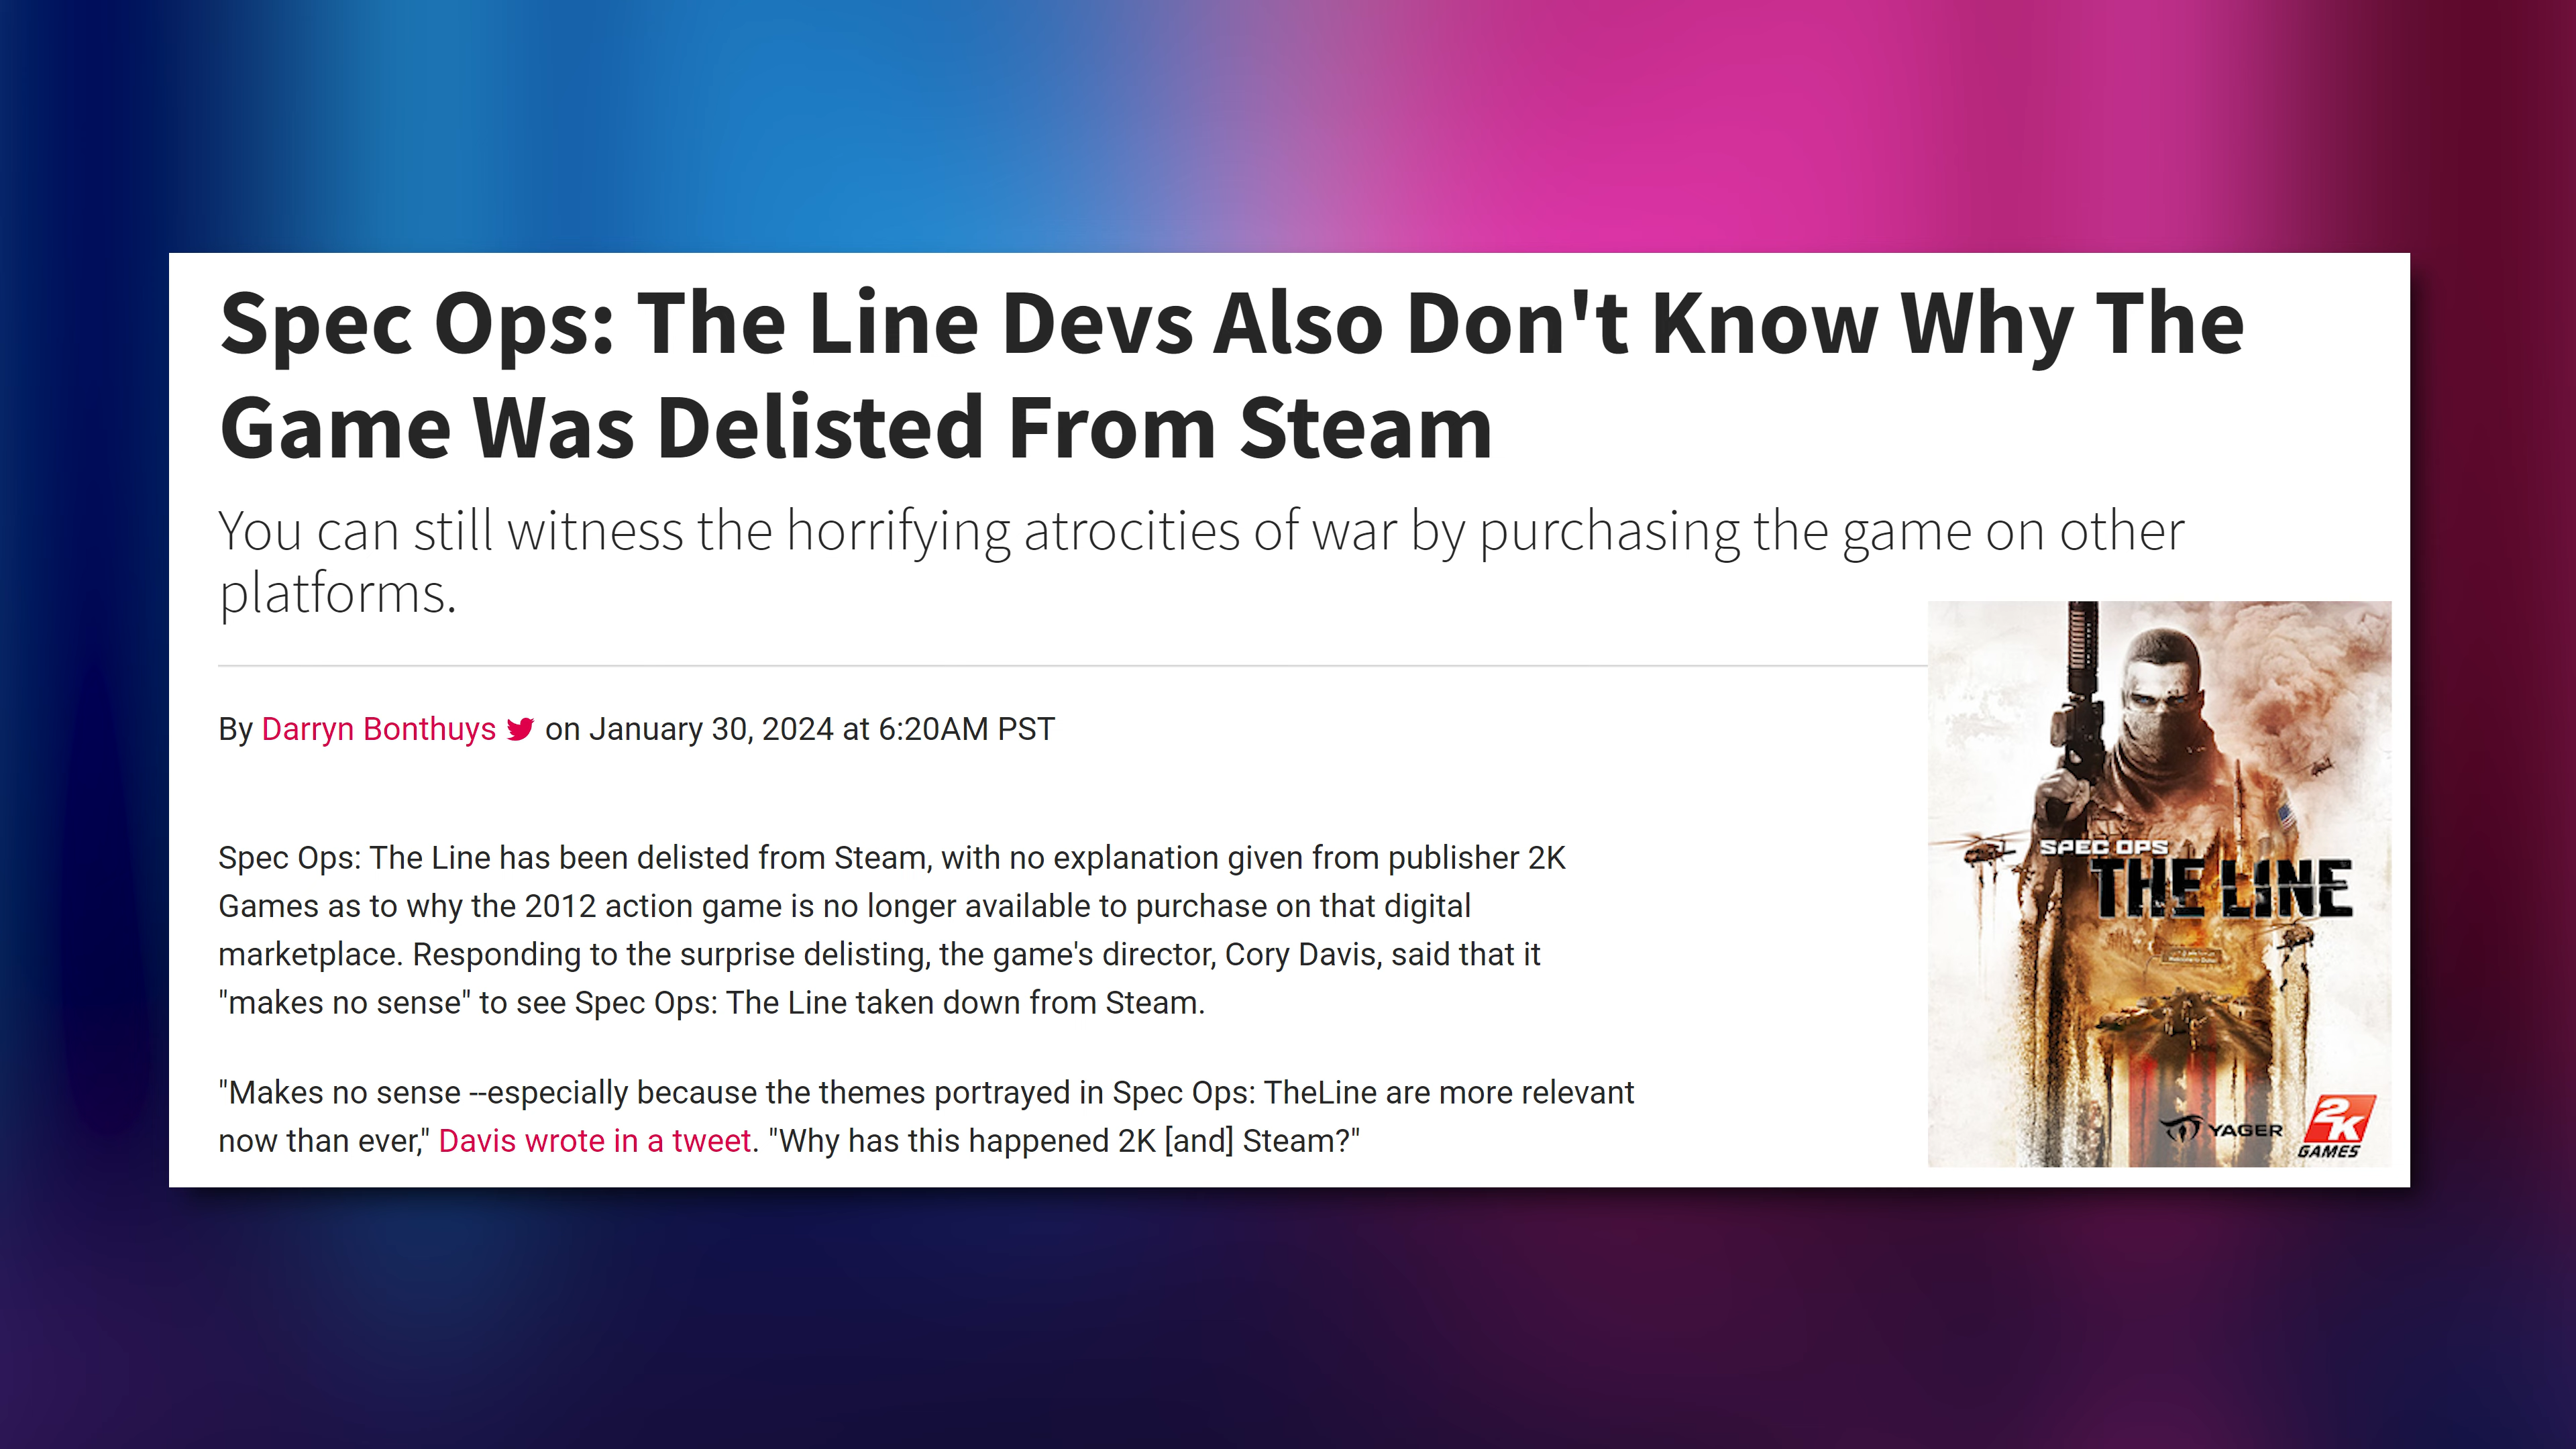 Spec Ops: The Line Devs Also Don't Know Why The
Game Was Delisted From Steam
You can still witness the horrifying atrocities of war by purchasing the game on other
platforms.
By Darryn Bonthuys on January 30, 2024 at 6:20AM PST
Spec Ops: The Line has been delisted from Steam, with no explanation given from publisher 2K
Games as to why the 2012 action game is no longer available to purchase on that digital
marketplace. Responding to the surprise delisting, the game's director, Cory Davis, said that it
"makes no sense" to see Spec Ops: The Line taken down from Steam.
"Makes no sense --especially because the themes portrayed in Spec Ops: TheLine are more relevant
now than ever," Davis wrote in a tweet. "Why has this happened 2K [and] Steam?"
SPEC OPS
THE LINE
YAGER
2K
GAMES